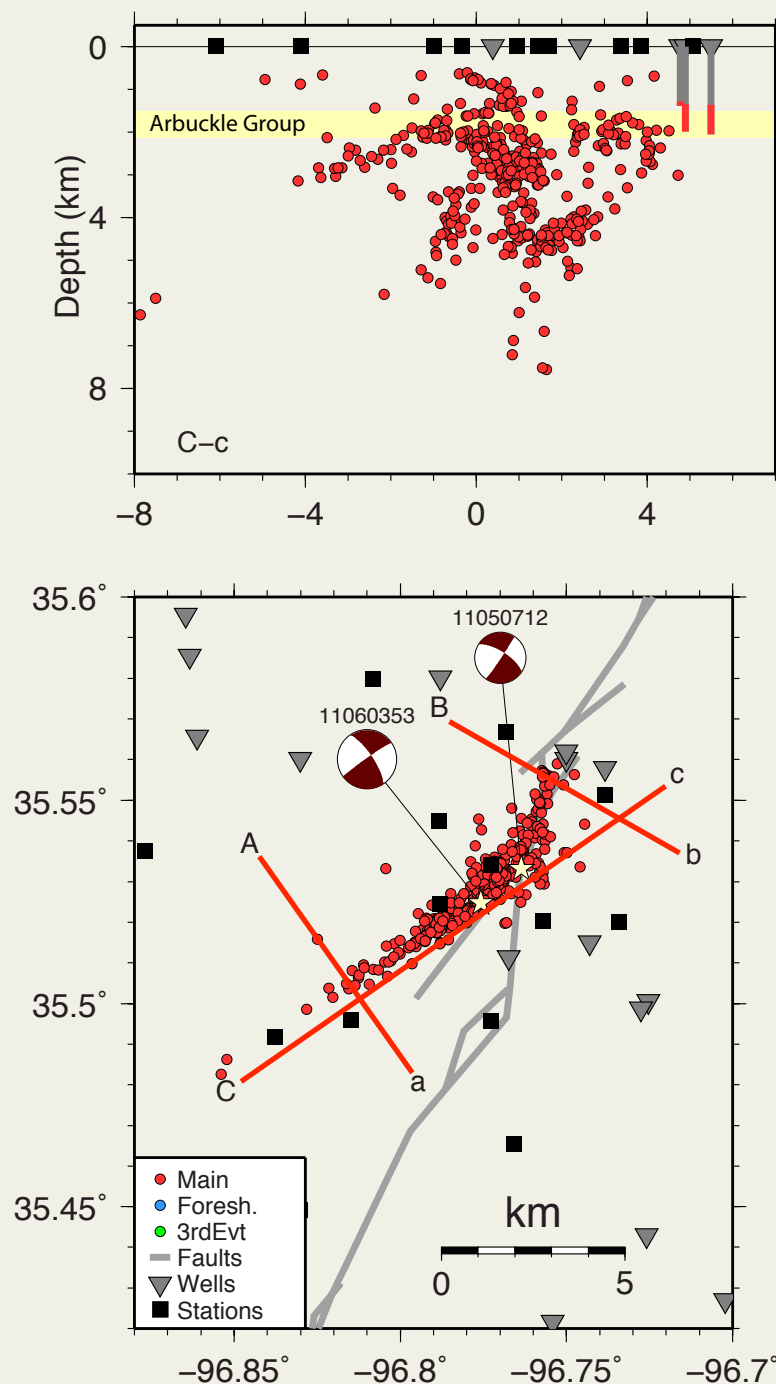 0
Arbuckle Group
4
Depth (km)
8
C–c
−8 −4 0 4
35.6˚
11050712
11060353
B
c
35.55˚
A
b
35.5˚
C
a
35.45˚
Main
Foresh.
3rdEvt
Faults
Wells
Stations
km
0 5
−96.85˚ −96.8˚ −96.75˚ −96.7˚